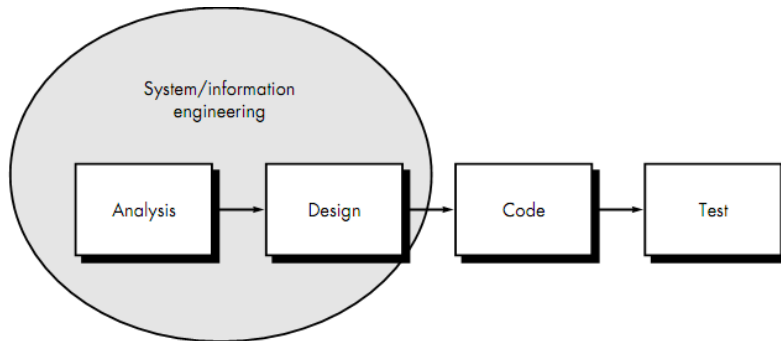 System/information
engineering
Analysis
Design
Code
Test